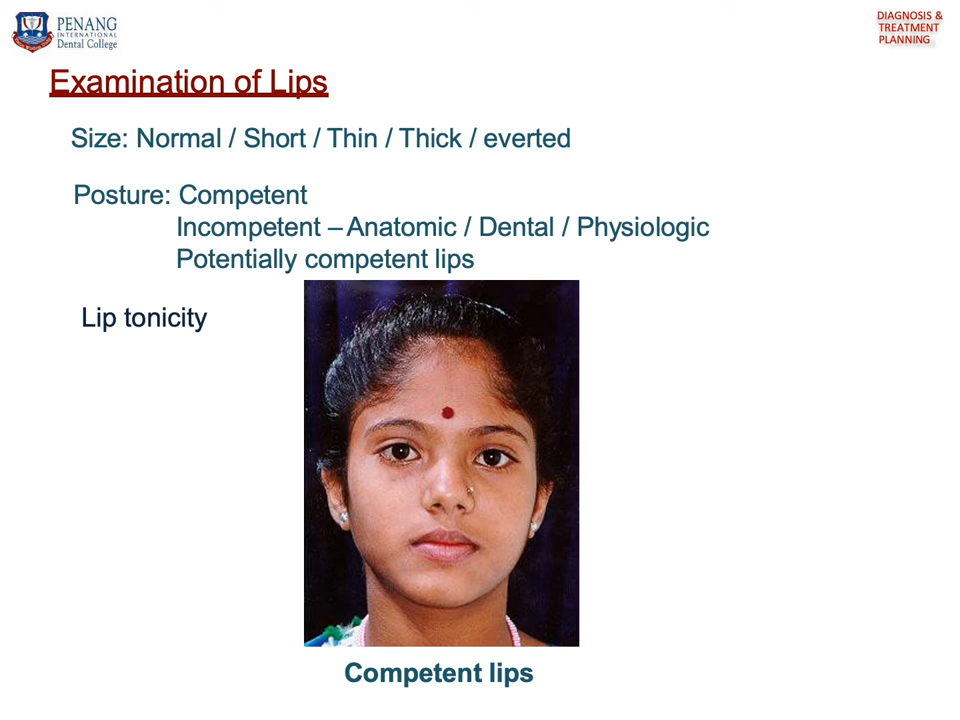 PENANG
INTERNATIONAL
Dental College
DIAGNOSIS &
TREATMENT
PLANNING
Examination of Lips
Size: Normal / Short / Thin / Thick / everted
Posture: Competent
Incompetent – Anatomic / Dental / Physiologic
Potentially competent lips
Lip tonicity
Competent lips